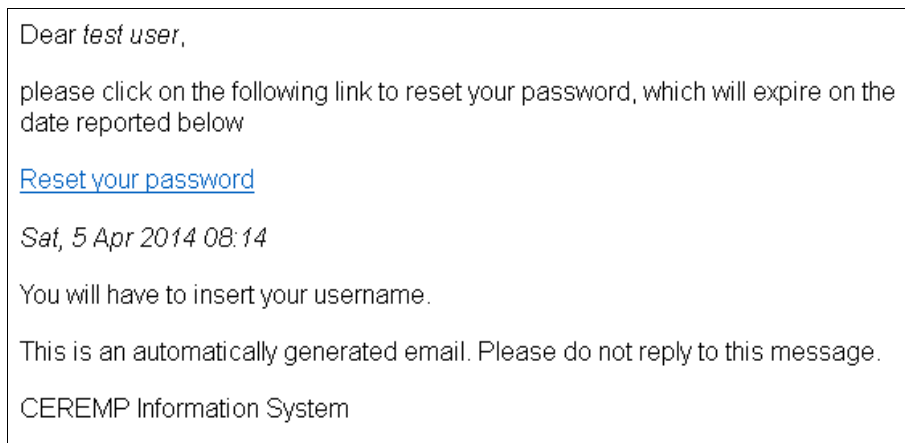 Dear test user,
please click on the following link to reset your password, which will expire on the
date reported below
Reset your password
Sat, 5 Apr 2014 08:14
You will have to insert your username.
This is an automatically generated email. Please do not reply to this message.
CEREMP Information System